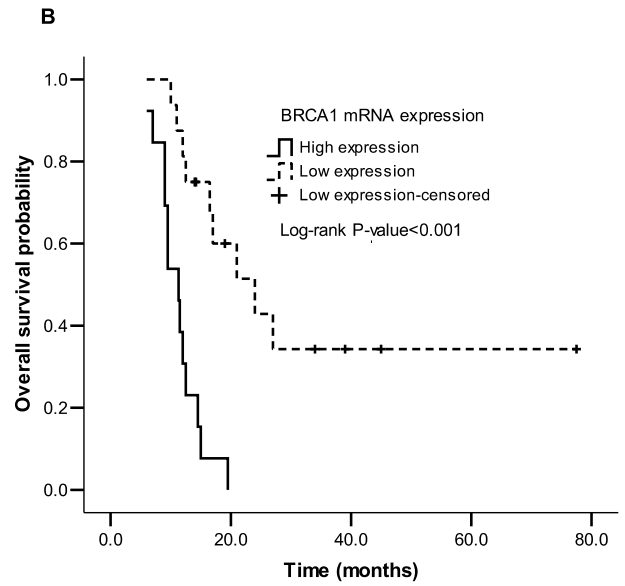 B
BRCA1 mRNA expression
High expression
Low expression
Low expression-censored
Log-rank P-value<0.001
Overall survival probability
1.0
0.8
0.6
0.4
0.2
0.0
0.0 20.0 40.0 60.0 80.0
Time (months)